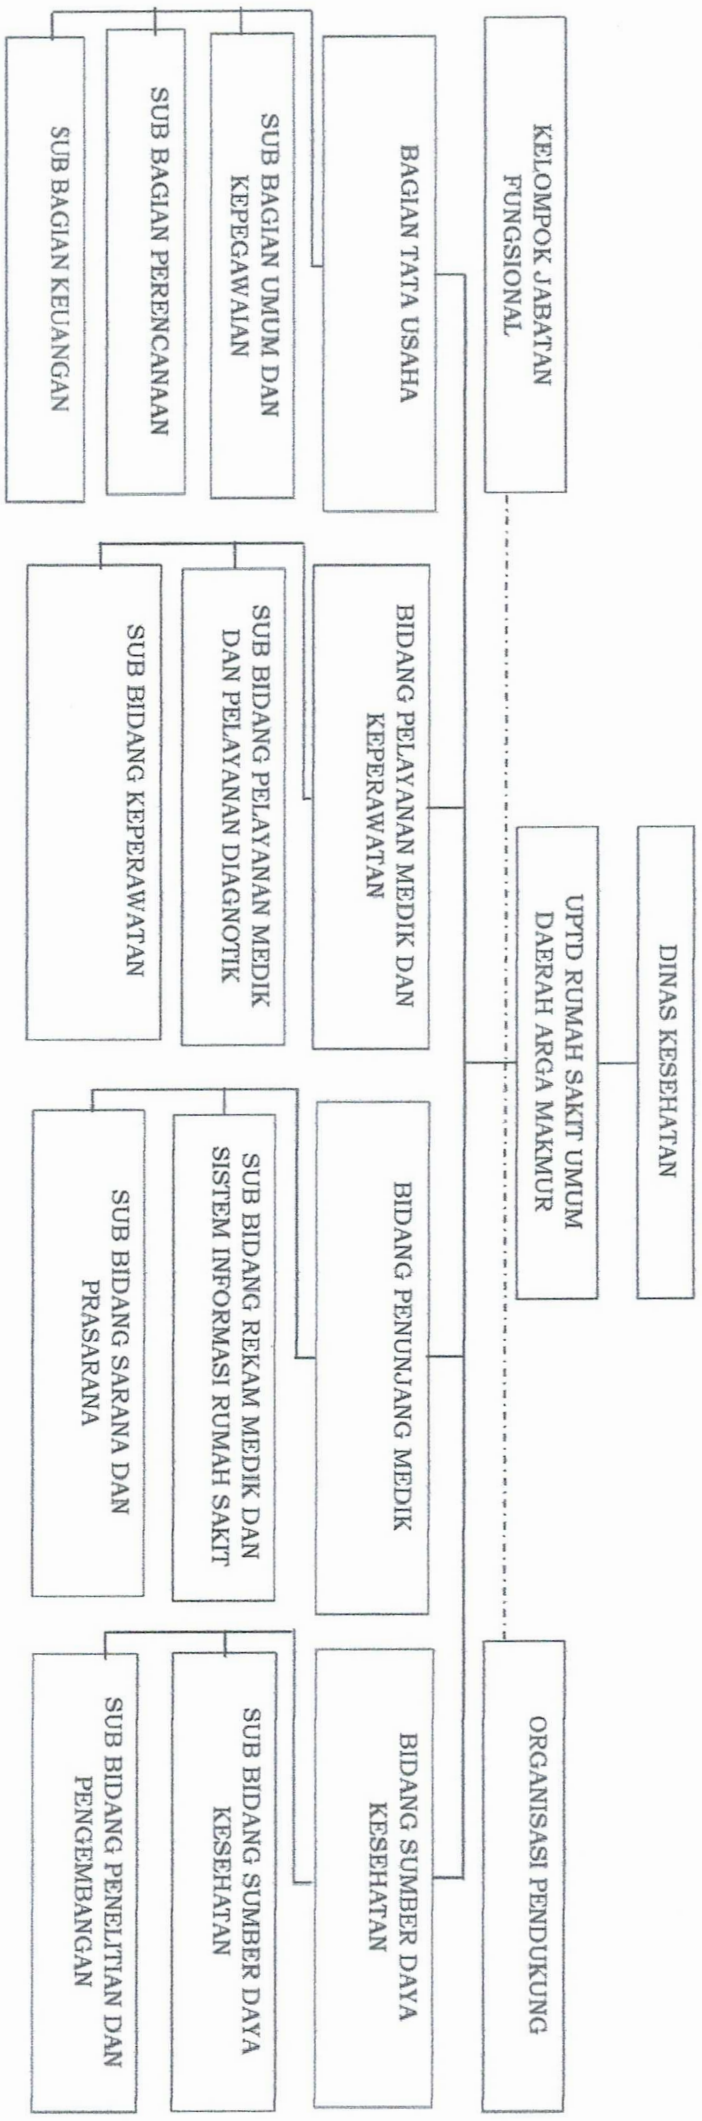 DINAS KESEHATAN
UPTD RUMAH SAKIT UMUM
DAERAH ARGA MAKMUR
KELOMPOK JABATAN
FUNGSIONAL
ORGANISASI PENDUKUNG
BAGIAN TATA USAHA
SUB BAGIAN UMUM DAN
KEPEGAWAIAN
SUB BAGIAN PERENCANAAN
SUB BAGIAN KEUANGAN
BIDANG PELAYANAN MEDIK DAN
KEPERAWATAN
SUB BIDANG PELAYANAN MEDIK
DAN PELAYANAN DIAGNOTIK
SUB BIDANG KEPERAWATAN
BIDANG PENUNJANG MEDIK
SUB BIDANG REKAM MEDIK DAN
SISTEM INFORMASI RUMAH SAKIT
SUB BIDANG SARANA DAN
PRASARANA
BIDANG SUMBER DAYA
KESEHATAN
SUB BIDANG SUMBER DAYA
KESEHATAN
SUB BIDANG PENELITIAN DAN
PENGEMBANGAN